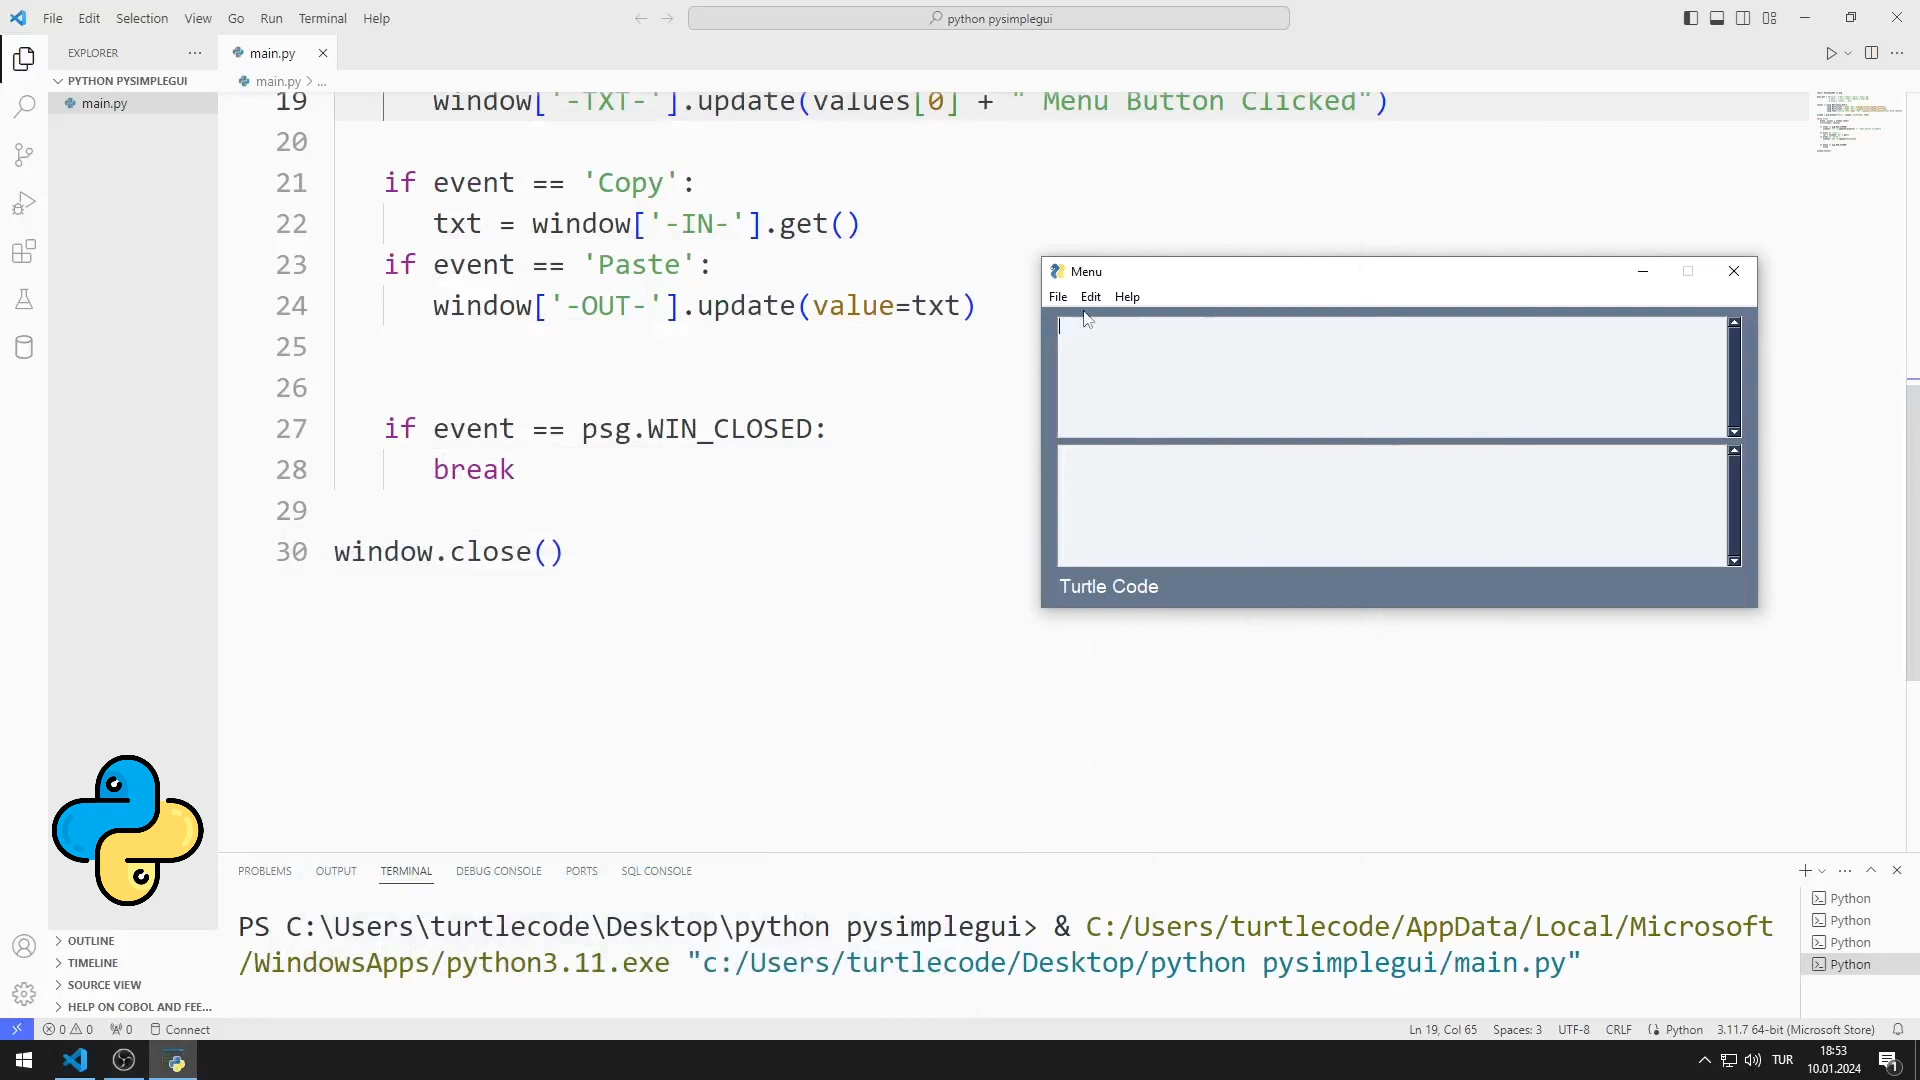 File Edit Selection View Go Run Terminal Help
python pysimplegui
EXPLORER
main.py
PYTHON PYSIMPLEGUI
main.py > ...
main.py
19 window['-TXT-'].update(values[0] + " Menu Button Clicked")
20
21 if event == 'Copy':
22 txt = window['-IN-'].get()
23 if event == 'Paste':
24 window['-OUT-'].update(value=txt)
25
26
27 if event == psg.WIN_CLOSED:
28 break
29
30 window.close()
Menu
File Edit Help
Turtle Code
PROBLEMS OUTPUT TERMINAL DEBUG CONSOLE PORTS SQL CONSOLE
PS C:\Users\turtlecode\Desktop\python pysimplegui> & C:/Users/turtlecode/AppData/Local/Microsoft
/WindowsApps/python3.11.exe "c:/Users/turtlecode/Desktop/python pysimplegui/main.py"
Python
Python
Python
Python
OUTLINE
TIMELINE
SOURCE VIEW
HELP ON COBOL AND FEE...
0 0 0 Connect
Ln 19, Col 65 Spaces: 3 UTF-8 CRLF Python 3.11.7 64-bit (Microsoft Store)
TUR
18:53
10.01.2024
1